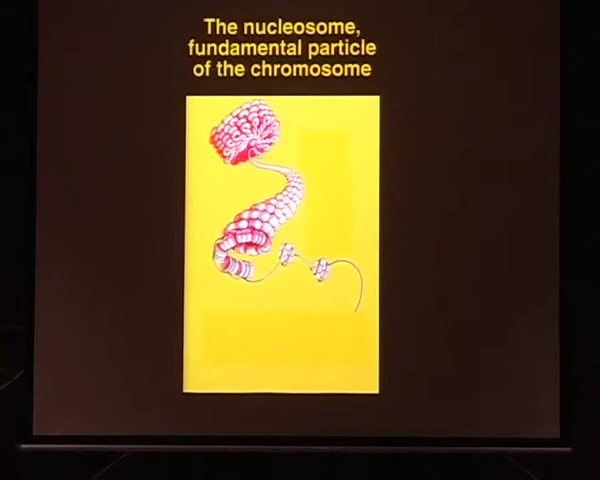 The nucleosome,
fundamental particle
of the chromosome